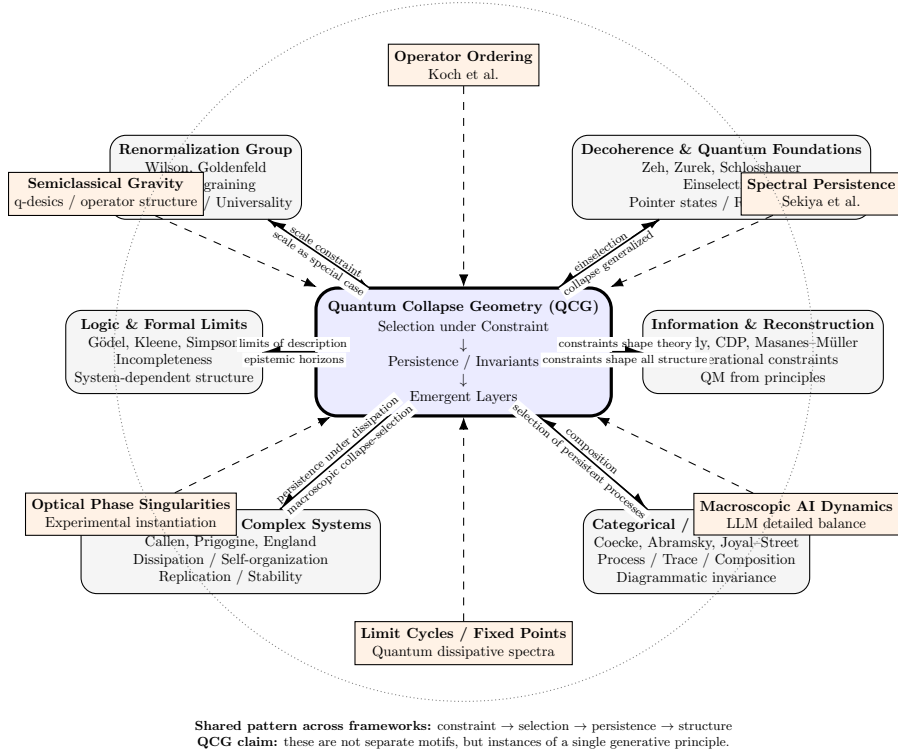 Operator Ordering
Koch et al.
Renormalization Group
Wilson, Goldenfeld
graining
/ Universality
Semiclassical Gravity
q-desics / operator structure
Decoherence & Quantum Foundations
Zeh, Zurek, Schlosshauer
Einselect
Pointer states /
Spectral Persistence
Sekiya et al.
scale constraint
scale as special case
einselection
collapse generalized
Quantum Collapse Geometry (QCG)
Selection under Constraint
↓
Persistence / Invariants
↓
Emergent Layers
Logic & Formal Limits
Gödel, Kleene, Simpson
Incompleteness
System-dependent structure
limits of description
epistemic horizons
Information & Reconstruction
ly, CDP, Masanes–Müller
erational constraints
QM from principles
constraints shape theory
constraints shape all structure
persistence under dissipation
macroscopic collapse-selection
composition
selection of persistent processes
Optical Phase Singularities
Experimental instantiation
Complex Systems
Callen, Prigogine, England
Dissipation / Self-organization
Replication / Stability
Macroscopic AI Dynamics
LLM detailed balance
Categorical /
Coecke, Abramsky, Joyal–Street
Process / Trace / Composition
Diagrammatic invariance
Limit Cycles / Fixed Points
Quantum dissipative spectra
Shared pattern across frameworks: constraint → selection → persistence → structure
QCG claim: these are not separate motifs, but instances of a single generative principle.